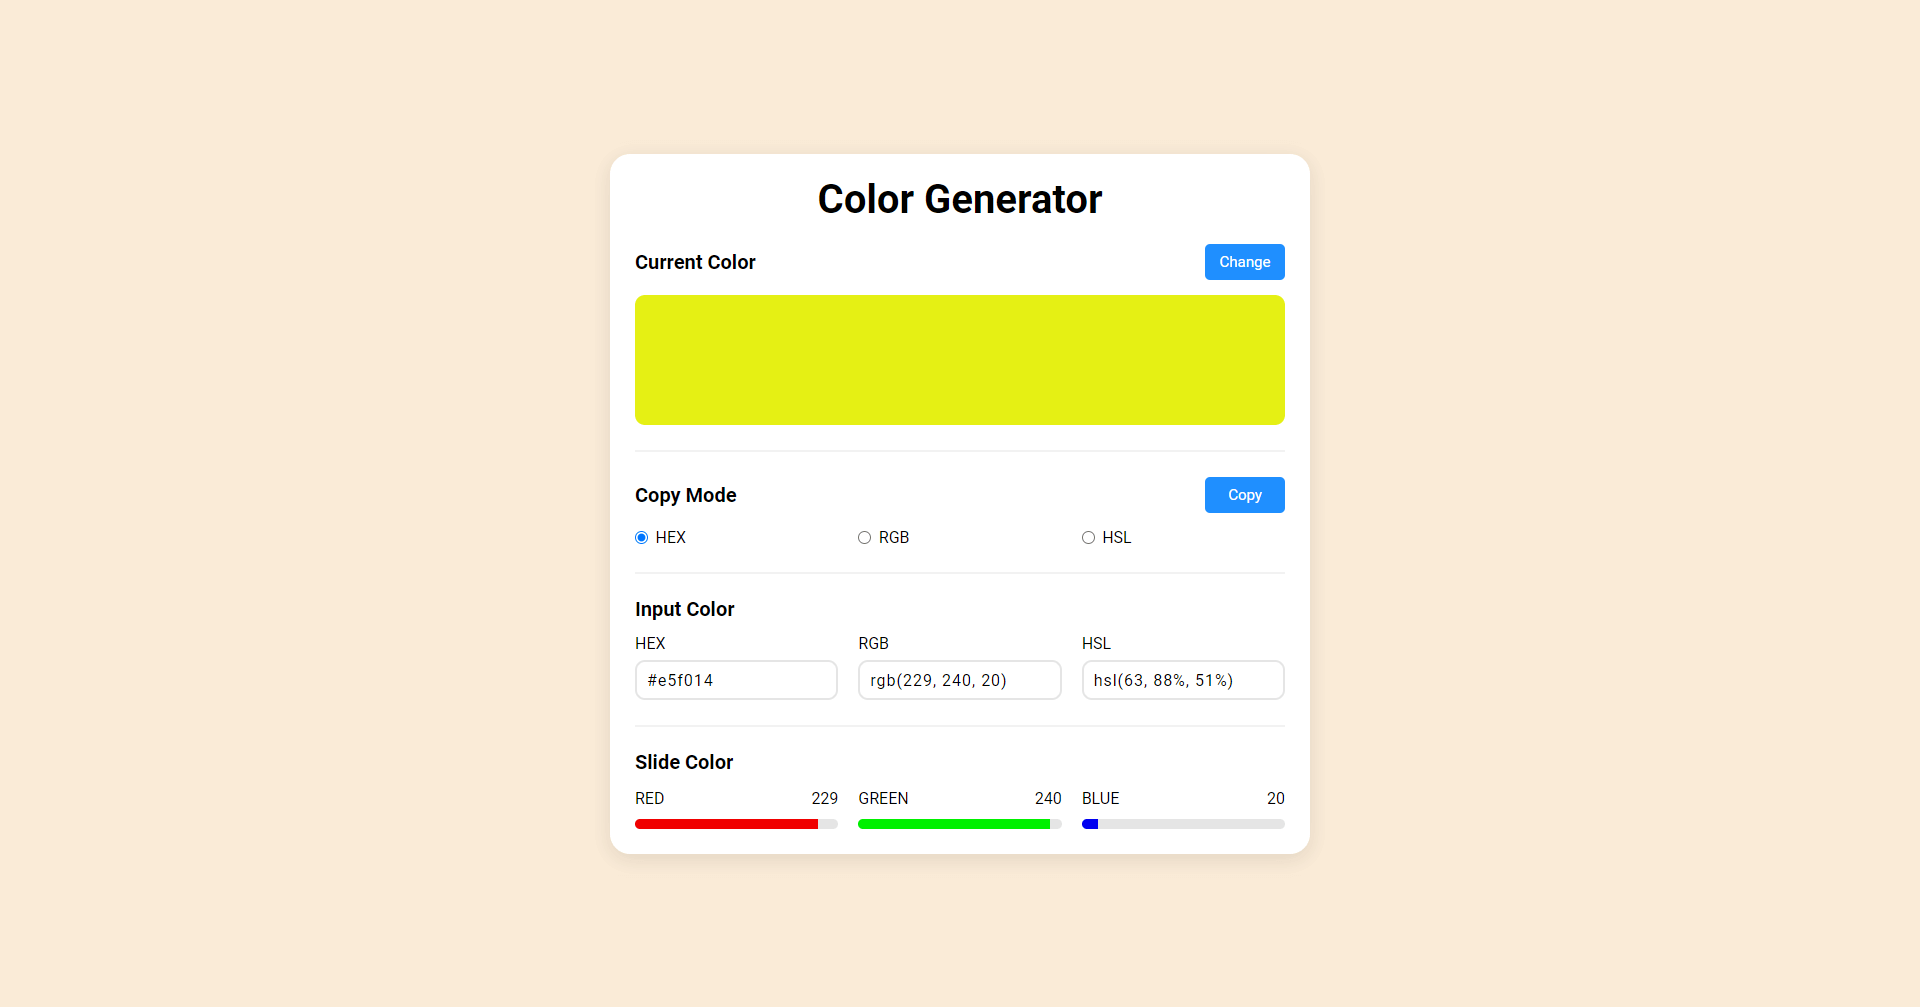 Color Generator
Current Color
Change
Copy Mode
Copy
HEX
RGB
HSL
Input Color
HEX
RGB
HSL
#e5f014
rgb(229, 240, 20)
hsl(63, 88%, 51%)
Slide Color
RED 229
GREEN 240
BLUE 20